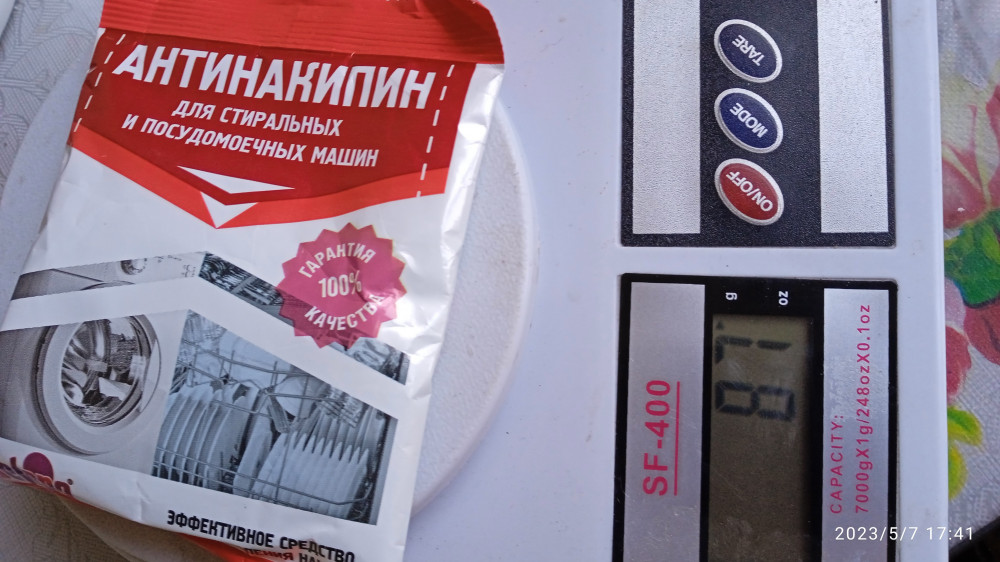 АНТИНАКИПИН
ДЛЯ СТИРАЛЬНЫХ
И ПОСУДОМОЕЧНЫХ МАШИН
ГАРАНТИЯ
100%
КАЧЕСТВА
ЭФФЕКТИВНОЕ СРЕДСТВО
TARE
MODE
ON/OFF
g
oz
87
SF-400
CAPACITY:
7000gX1g/248ozX0.1oz
2023/5/7 17:41